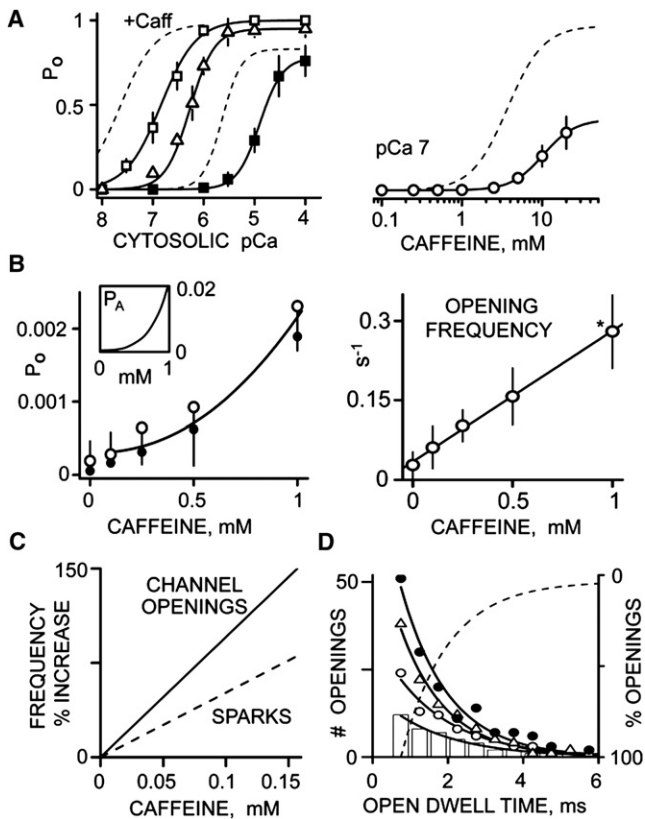 A
+Caff
1
0.5
0
Po
8 7 6 5 4
CYTOSOLIC pCa
pCa 7
0.1 1 10
CAFFEINE, mM
B
PA
0.02
0
0 1
mM
0.002
0.001
0
Po
0 0.5 1
CAFFEINE, mM
OPENING
FREQUENCY
*
0.3
0.15
0
s-1
0 0.5 1
CAFFEINE, mM
C
150
0
FREQUENCY
% INCREASE
CHANNEL
OPENINGS
SPARKS
0 0.05 0.1 0.15
CAFFEINE, mM
D
50
25
0
# OPENINGS
0
100
% OPENINGS
0 2 4 6
OPEN DWELL TIME, ms